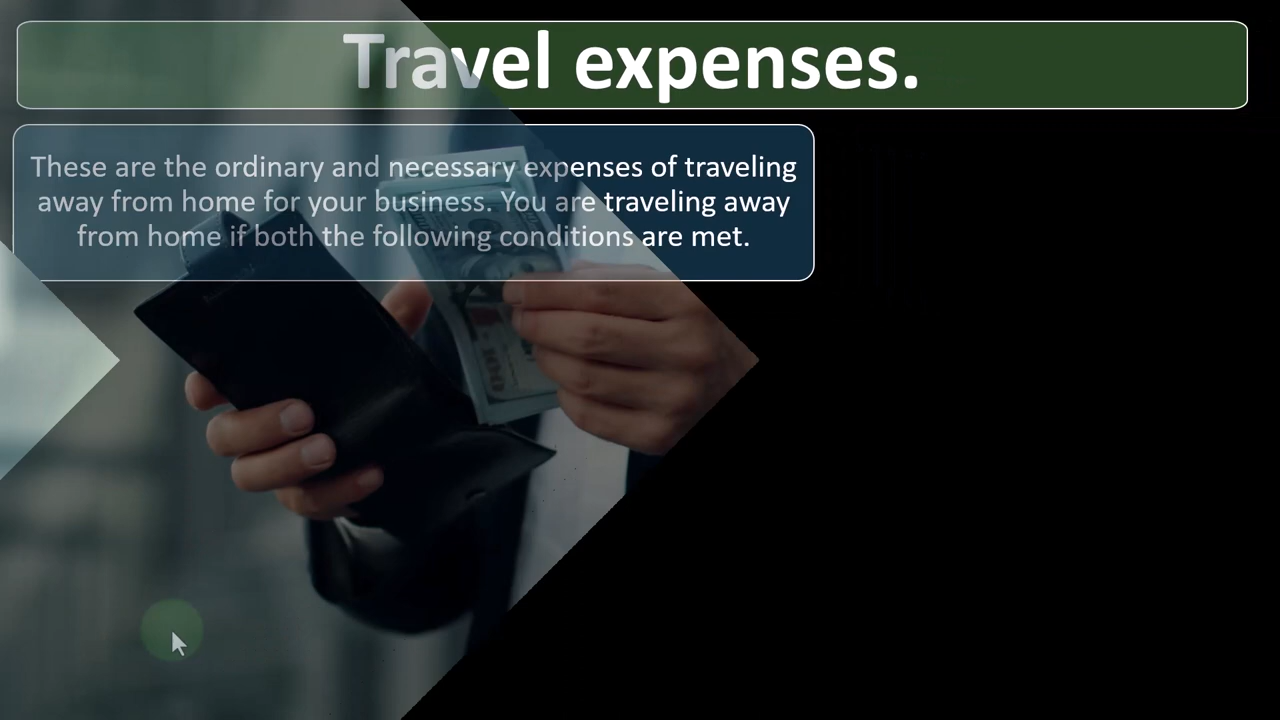 Travel expenses.
These are the ordinary and necessary expenses of traveling
away from home for your business. You are traveling away
from home if both the following conditions are met.